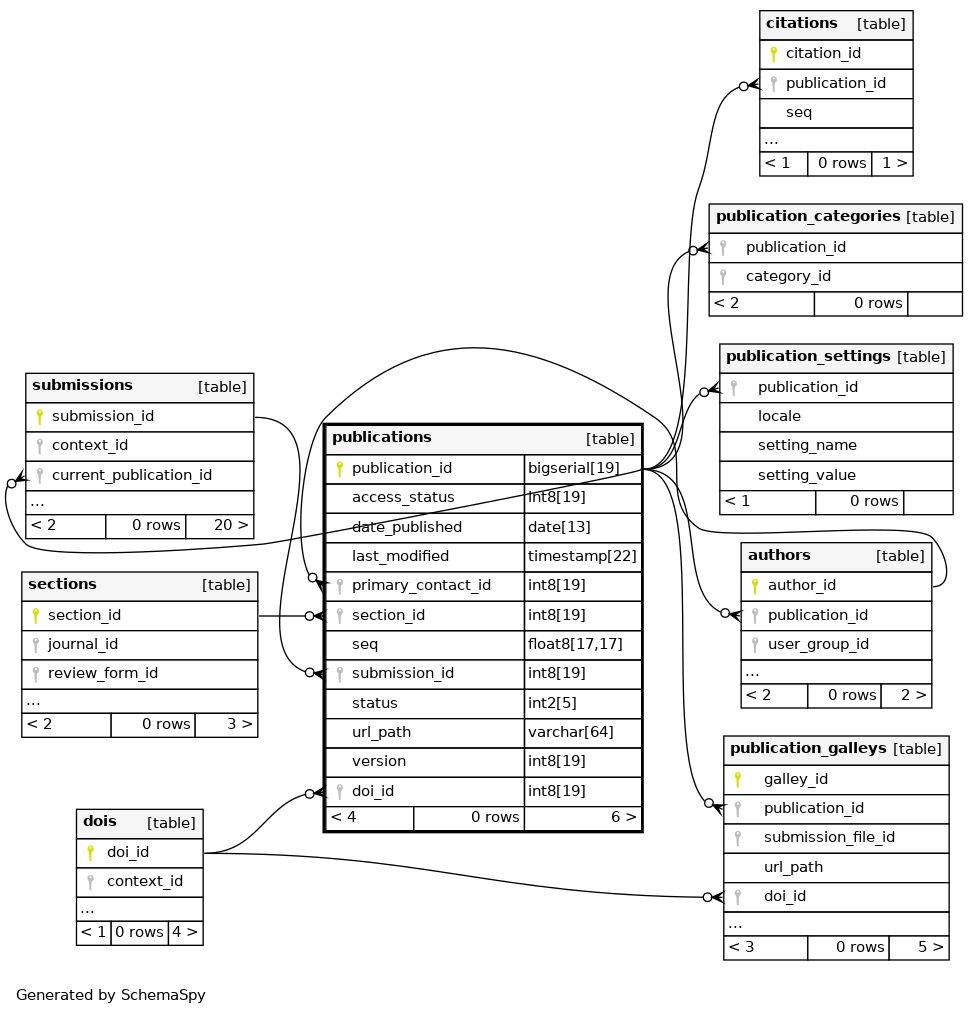 citations [table]
citation_id
publication_id
seq
...
< 1 0 rows 1 >
publication_categories [table]
publication_id
category_id
< 2 0 rows
publication_settings [table]
publication_id
locale
setting_name
setting_value
< 1 0 rows
submissions [table]
submission_id
context_id
current_publication_id
...
< 2 0 rows 20 >
publications [table]
publication_id bigserial[19]
access_status int8[19]
date_published date[13]
last_modified timestamp[22]
primary_contact_id int8[19]
section_id int8[19]
seq float8[17,17]
submission_id int8[19]
status int2[5]
url_path varchar[64]
version int8[19]
doi_id int8[19]
< 4 0 rows 6 >
authors [table]
author_id
publication_id
user_group_id
...
< 2 0 rows 2 >
sections [table]
section_id
journal_id
review_form_id
...
< 2 0 rows 3 >
publication_galleys [table]
galley_id
publication_id
submission_file_id
url_path
doi_id
...
< 3 0 rows 5 >
dois [table]
doi_id
context_id
...
< 1 0 rows 4 >
Generated by SchemaSpy